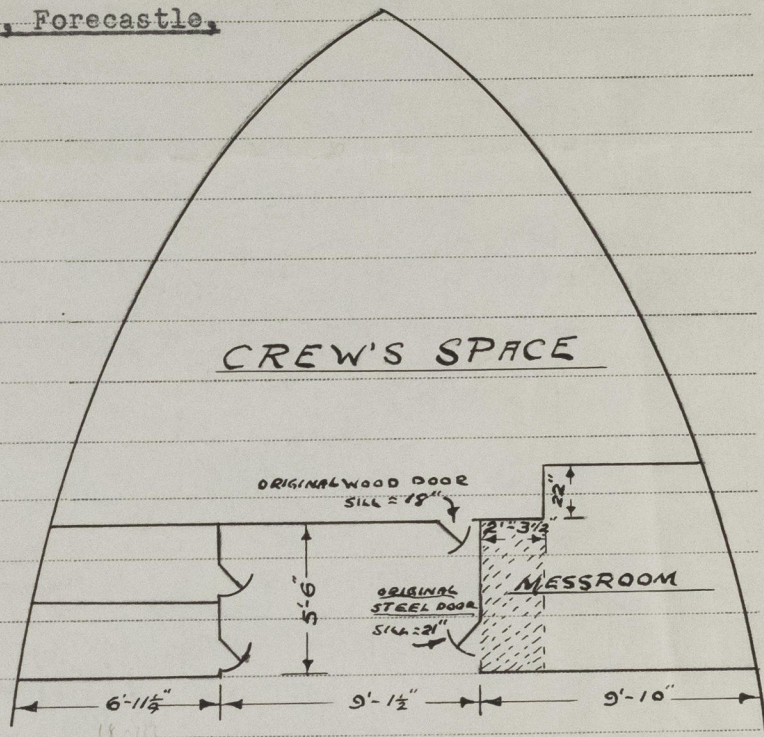 , Forecastle,
CREW'S SPACE
ORIGINAL WOOD DOOR
SILL = 18"
22"
2'-3½"
5'-6"
ORIGINAL
STEEL DOOR
SILL = 21"
MESSROOM
6'-11¼"
9'-1½"
9'-10"